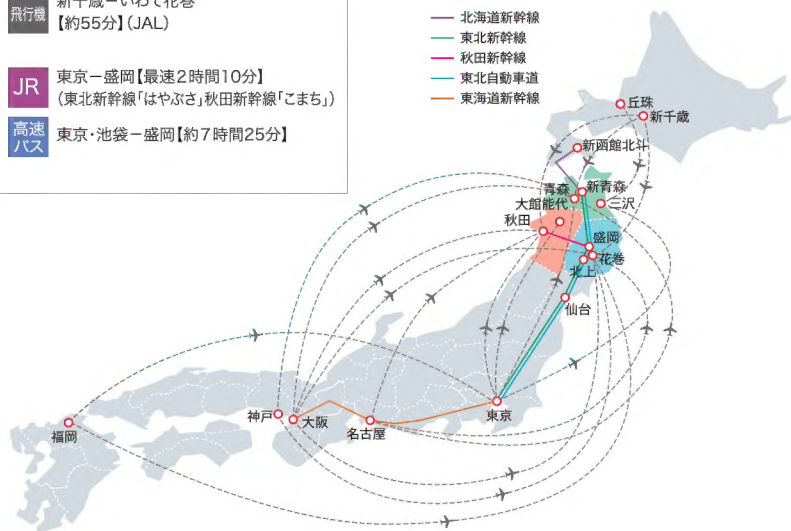 飛行機
新千歳－いわて花巻
【約55分】(JAL)
JR
東京－盛岡【最速2時間10分】
(東北新幹線「はやぶさ」秋田新幹線「こまち」)
高速
バス
東京・池袋－盛岡【約7時間25分】
北海道新幹線
東北新幹線
秋田新幹線
東北自動車道
東海道新幹線
丘珠
新千歳
新函館北斗
青森
新青森
大館能代
三沢
秋田
盛岡
花巻
北上
仙台
東京
神戸
大阪
名古屋
福岡